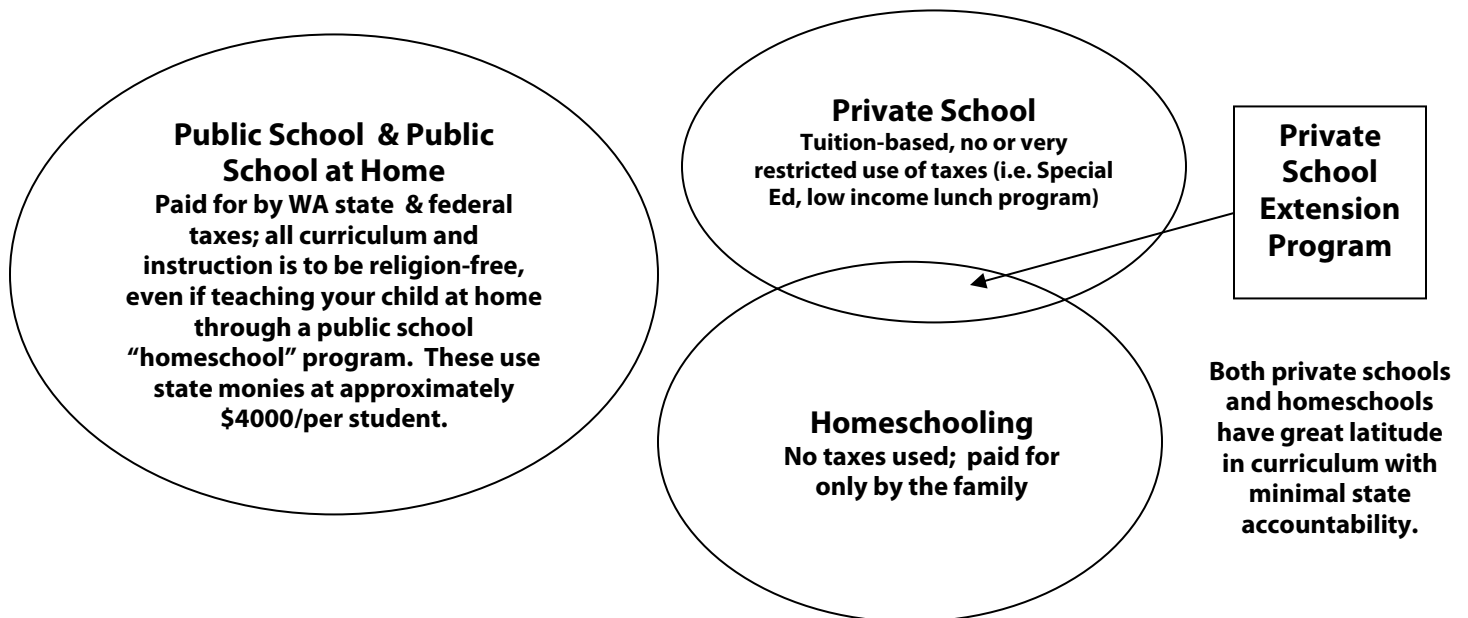 Public School & Public
School at Home
Paid for by WA state & federal
taxes; all curriculum and
instruction is to be religion-free,
even if teaching your child at home
through a public school
“homeschool” program. These use
state monies at approximately
$4000/per student.
Private School
Tuition-based, no or very
restricted use of taxes (i.e. Special
Ed, low income lunch program)
Homeschooling
No taxes used; paid for
only by the family
Private
School
Extension
Program
Both private schools
and homeschools
have great latitude
in curriculum with
minimal state
accountability.